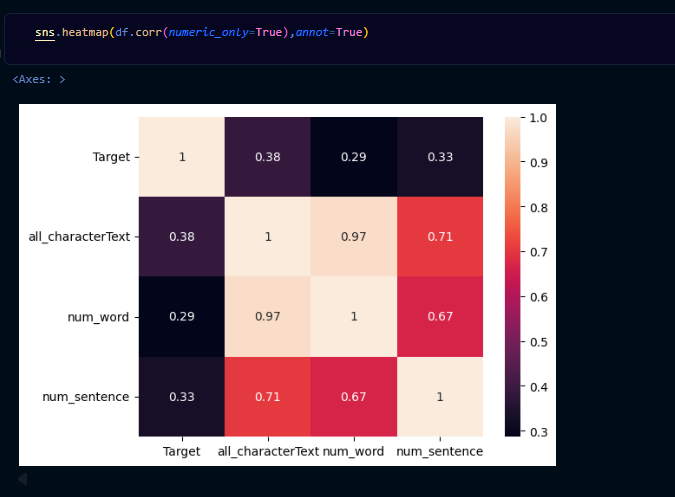 sns.heatmap(df.corr(numeric_only=True),annot=True)
<Axes: >
Target 1 0.38 0.29 0.33
all_characterText 0.38 1 0.97 0.71
num_word 0.29 0.97 1 0.67
num_sentence 0.33 0.71 0.67 1
Target all_characterText num_word num_sentence
1.0
0.9
0.8
0.7
0.6
0.5
0.4
0.3